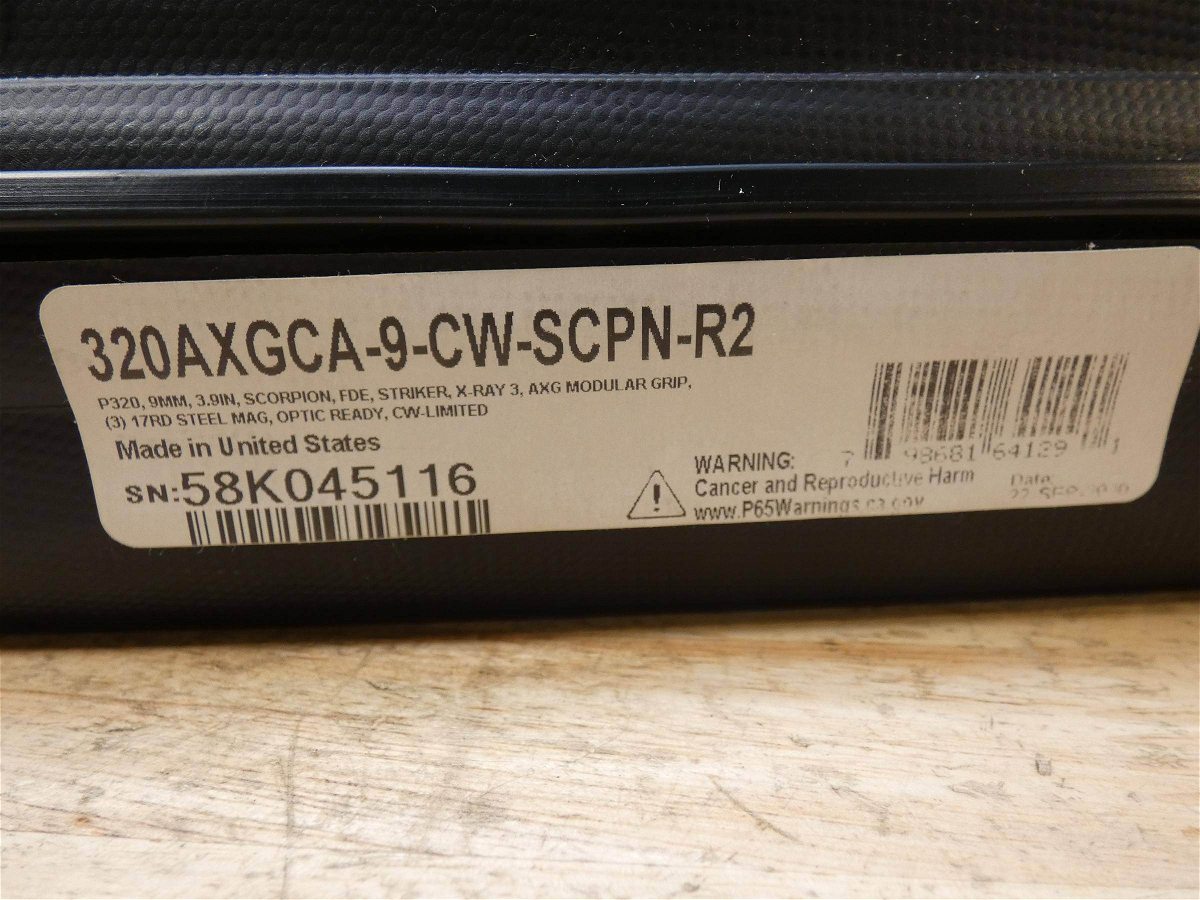 320AXGCA-9-CW-SCPN-R2
P320, 9MM, 3.9IN, SCORPION, FDE, STRIKER, X-RAY 3, AXG MODULAR GRIP,
(3) 17RD STEEL MAG, OPTIC READY, CW-LIMITED
Made in United States
SN:58K045116
7 98681 64129 1
WARNING:
Cancer and Reproductive Harm
www.P65Warnings.ca.gov
Date
22 SEP